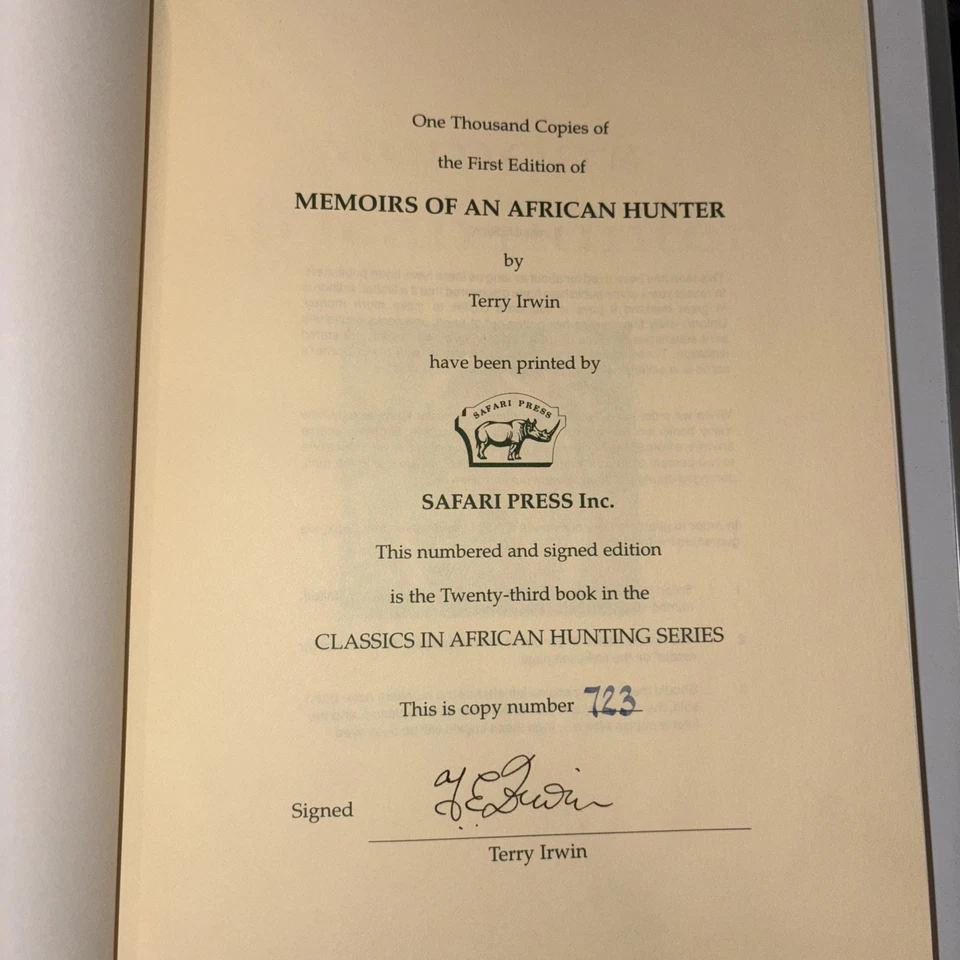 One Thousand Copies of
the First Edition of
MEMOIRS OF AN AFRICAN HUNTER
by
Terry Irwin
have been printed by
SAFARI PRESS
SAFARI PRESS Inc.
This numbered and signed edition
is the Twenty-third book in the
CLASSICS IN AFRICAN HUNTING SERIES
This is copy number 723
Signed T.E. Irwin
Terry Irwin